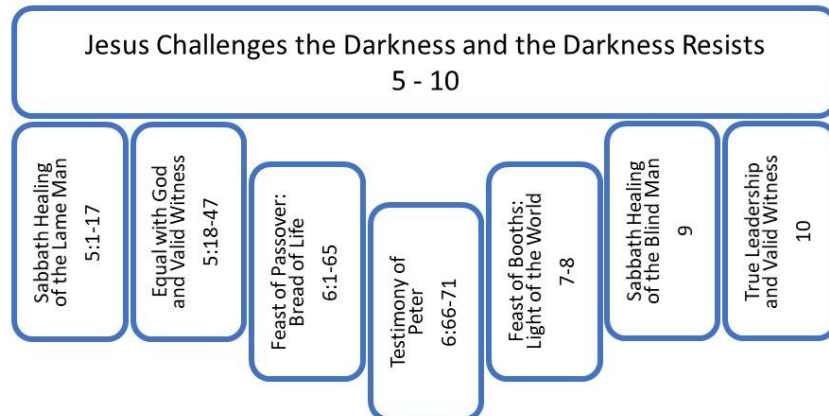 Jesus Challenges the Darkness and the Darkness Resists
5 - 10
Sabbath Healing
of the Lame Man
5:1-17
Equal with God
and Valid Witness
5:18-47
Feast of Passover:
Bread of Life
6:1-65
Testimony of
Peter
6:66-71
Feast of Booths:
Light of the World
7-8
Sabbath Healing
of the Blind Man
9
True Leadership
and Valid Witness
10